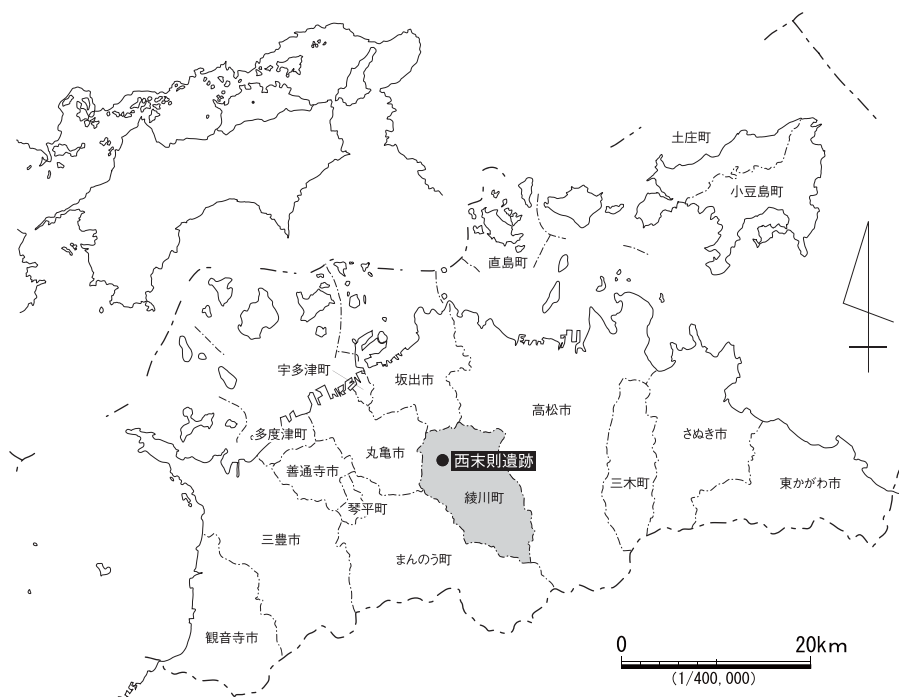 土庄町
小豆島町
直島町
宇多津町
坂出市
高松市
多度津町
丸亀市
さぬき市
西末則遺跡
善通寺市
三木町
東かがわ市
綾川町
琴平町
三豊市
まんのう町
観音寺市
0 20km
(1/400,000)